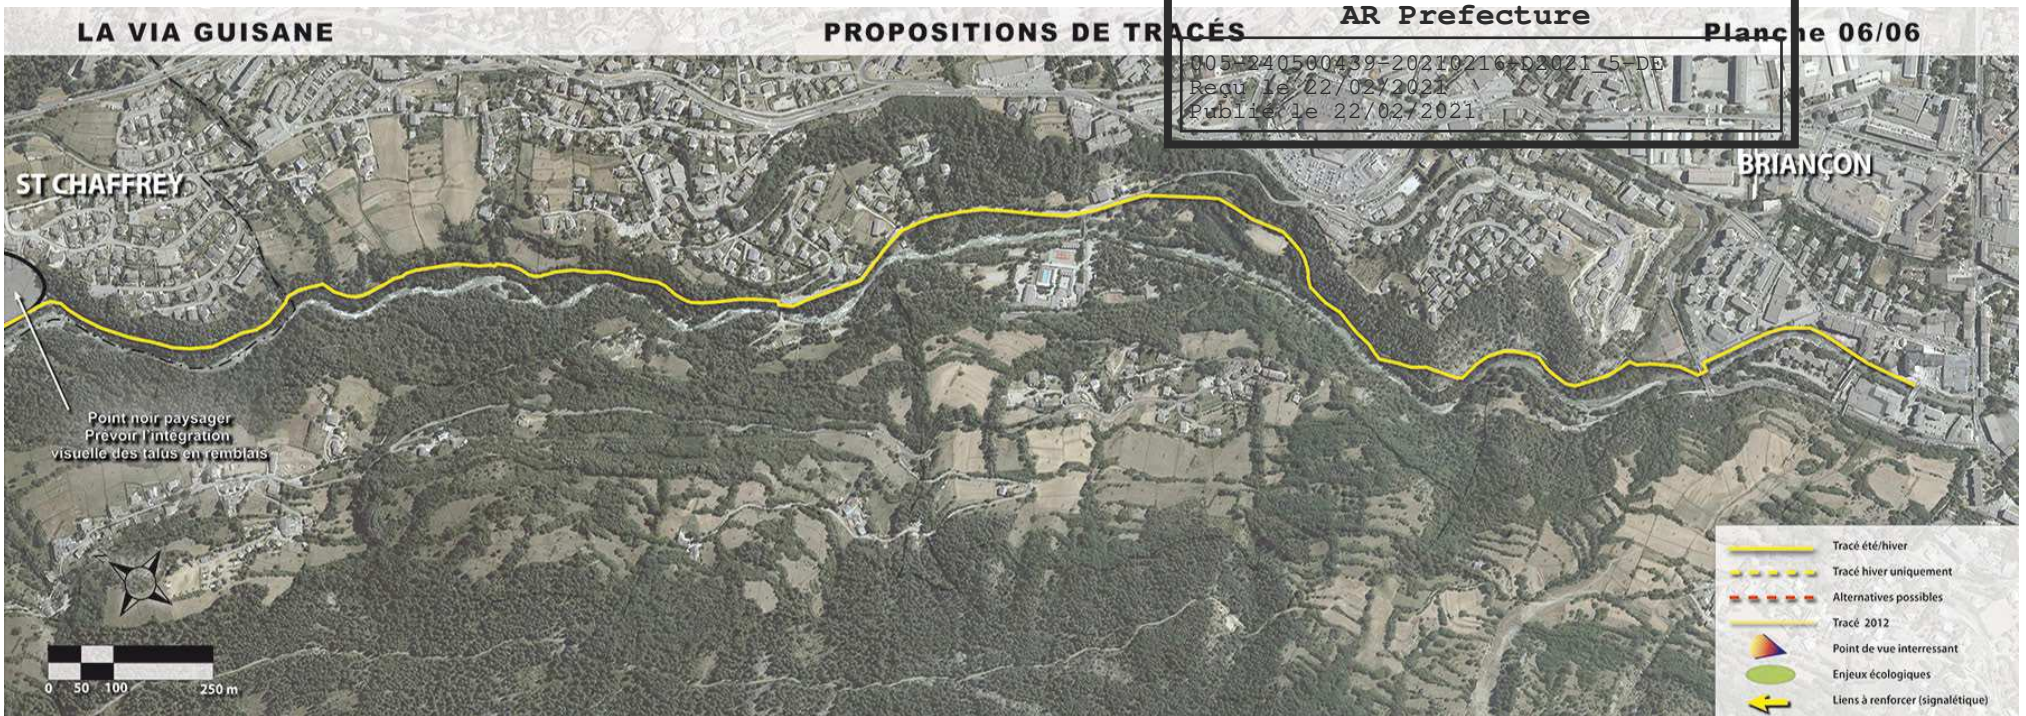 LA VIA GUISANE
PROPOSITIONS DE TRACÉS
AR Prefecture
Planche 06/06
005-240500439-20210216-D2021_5-DE
Reçu le 22/02/2021
Publié le 22/02/2021
BRIANÇON
ST CHAFFREY
Point noir paysager
Prévoir l'intégration
visuelle des talus en remblais
0 50 100 250 m
Tracé été/hiver
Tracé hiver uniquement
Alternatives possibles
Tracé 2012
Point de vue interressant
Enjeux écologiques
Liens à renforcer (signalétique)